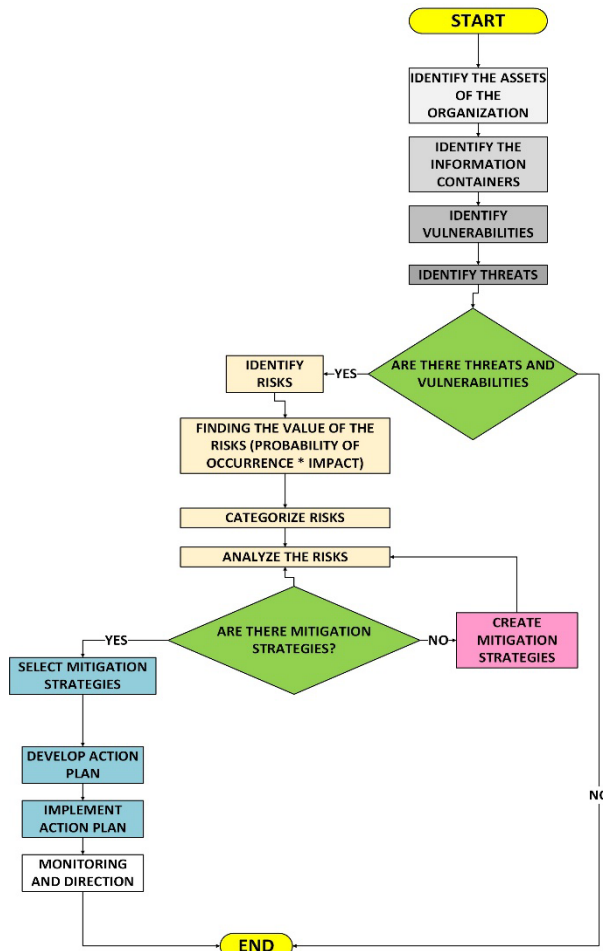 START
IDENTIFY THE ASSETS
OF THE
ORGANIZATION
IDENTIFY THE
INFORMATION
CONTAINERS
IDENTIFY
VULNERABILITIES
IDENTIFY THREATS
ARE THERE THREATS AND
VULNERABILITIES
YES
IDENTIFY
RISKS
FINDING THE VALUE OF THE
RISKS (PROBABILITY OF
OCCURRENCE * IMPACT)
CATEGORIZE RISKS
ANALYZE THE RISKS
ARE THERE MITIGATION
STRATEGIES?
YES
NO
CREATE
MITIGATION
STRATEGIES
SELECT MITIGATION
STRATEGIES
DEVELOP ACTION
PLAN
IMPLEMENT
ACTION PLAN
MONITORING
AND DIRECTION
NO
END